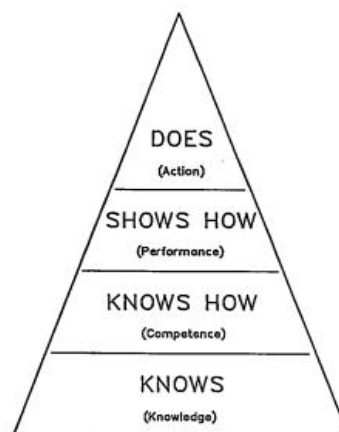 DOES
(Action)
SHOWS HOW
(Performance)
KNOWS HOW
(Competence)
KNOWS
(Knowledge)